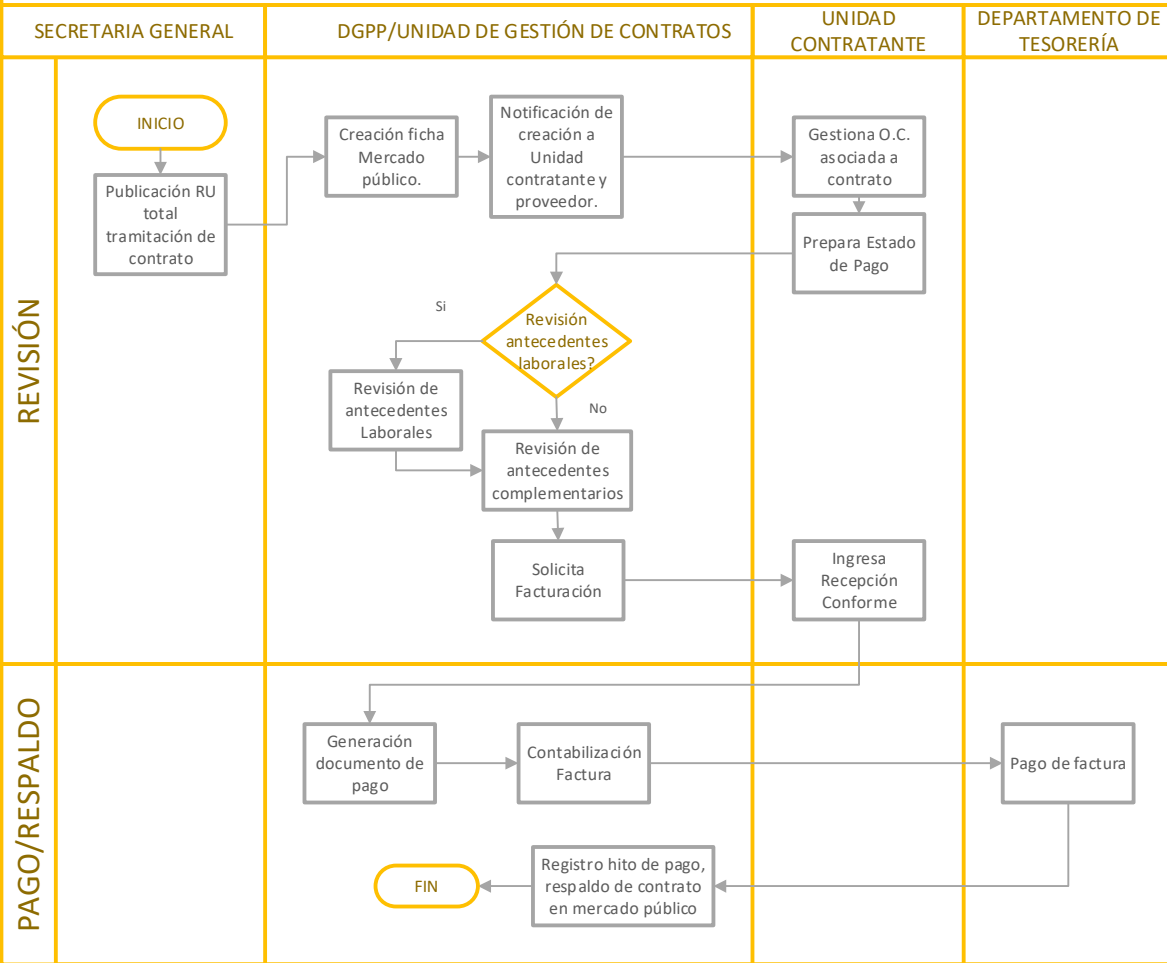 SECRETARIA GENERAL
DGPP/UNIDAD DE GESTIÓN DE CONTRATOS
UNIDAD
CONTRATANTE
DEPARTAMENTO DE
TESORERÍA
REVISIÓN
INICIO
Publicación RU
total
tramitación de
contrato
Creación ficha
Mercado
público.
Notificación de
creación a
Unidad
contratante y
proveedor.
Gestiona O.C.
asociada a
contrato
Prepara Estado
de Pago
Revisión
antecedentes
laborales?
Si
No
Revisión de
antecedentes
Laborales
Revisión de
antecedentes
complementarios
Solicita
Facturación
Ingresa
Recepción
Conforme
PAGO/RESPALDO
Generación
documento de
pago
Contabilización
Factura
Pago de factura
Registro hito de pago,
respaldo de contrato
en mercado público
FIN